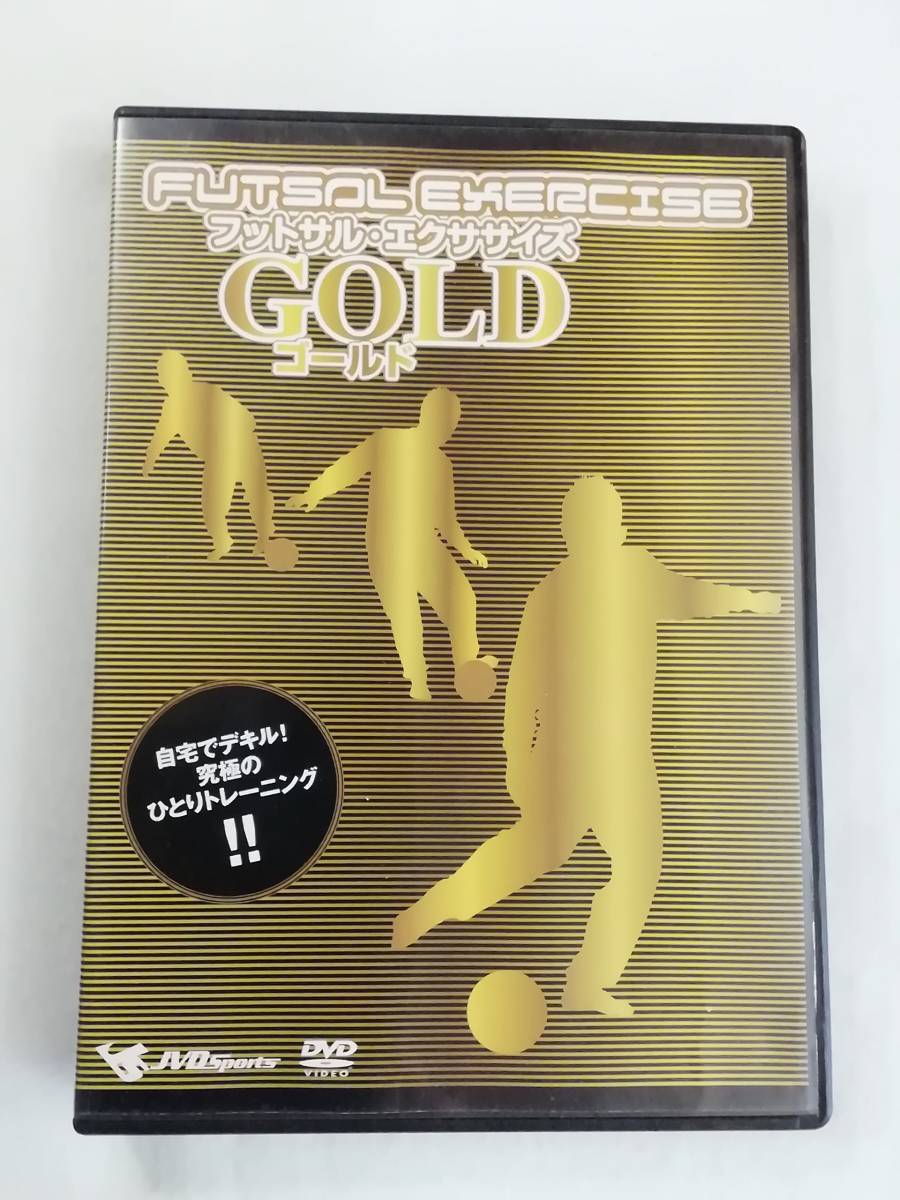 FUTSAL EXERCISE
フットサル・エクササイズ
GOLD
ゴールド
自宅でデキル!
究極の
ひとりトレーニング
!!
JVD Sports
DVD
VIDEO